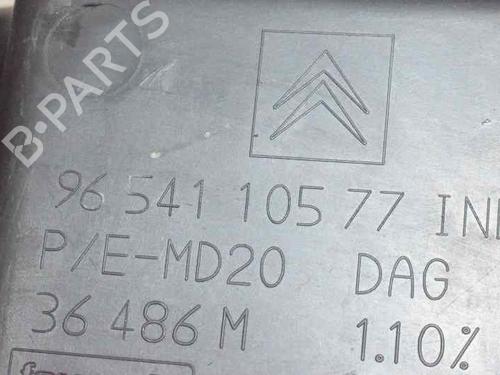 B-PARTS
96 541 105 77
P/E-MD20 DAG
36 486 M 1.10%